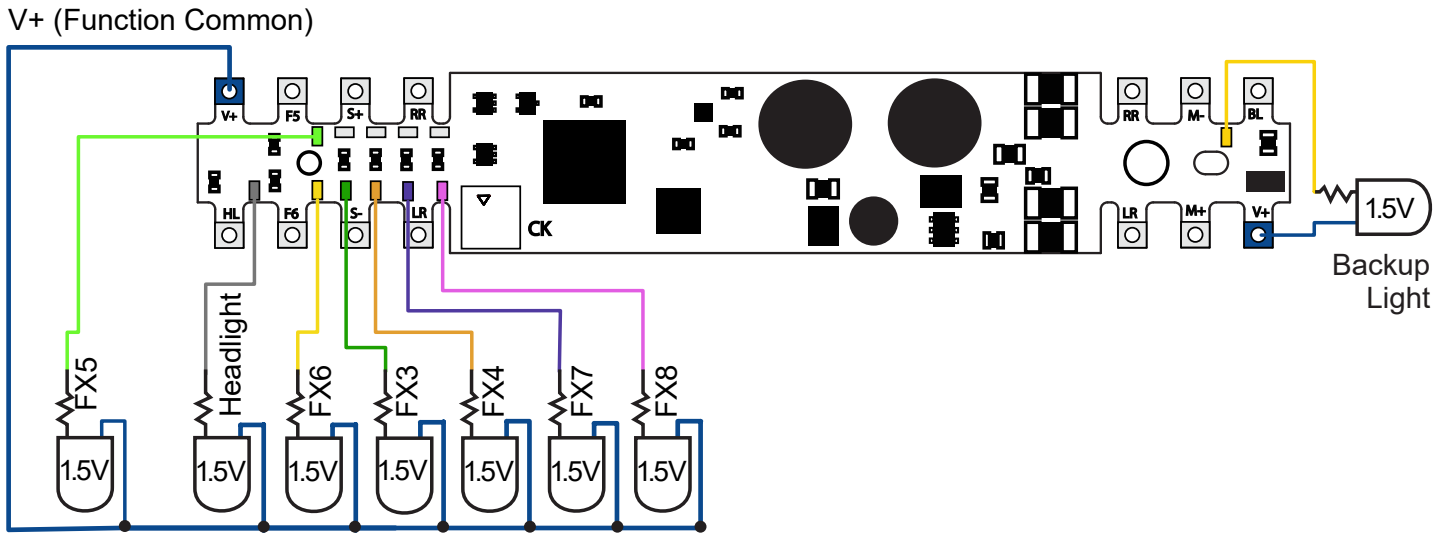 V+ (Function Common)
V+ F5 S+ RR RR M- BL
HL F6 S- LR CK LR M+ V+
1.5V
Backup
Light
FX5 Headlight FX6 FX3 FX4 FX7 FX8
1.5V 1.5V 1.5V 1.5V 1.5V 1.5V 1.5V